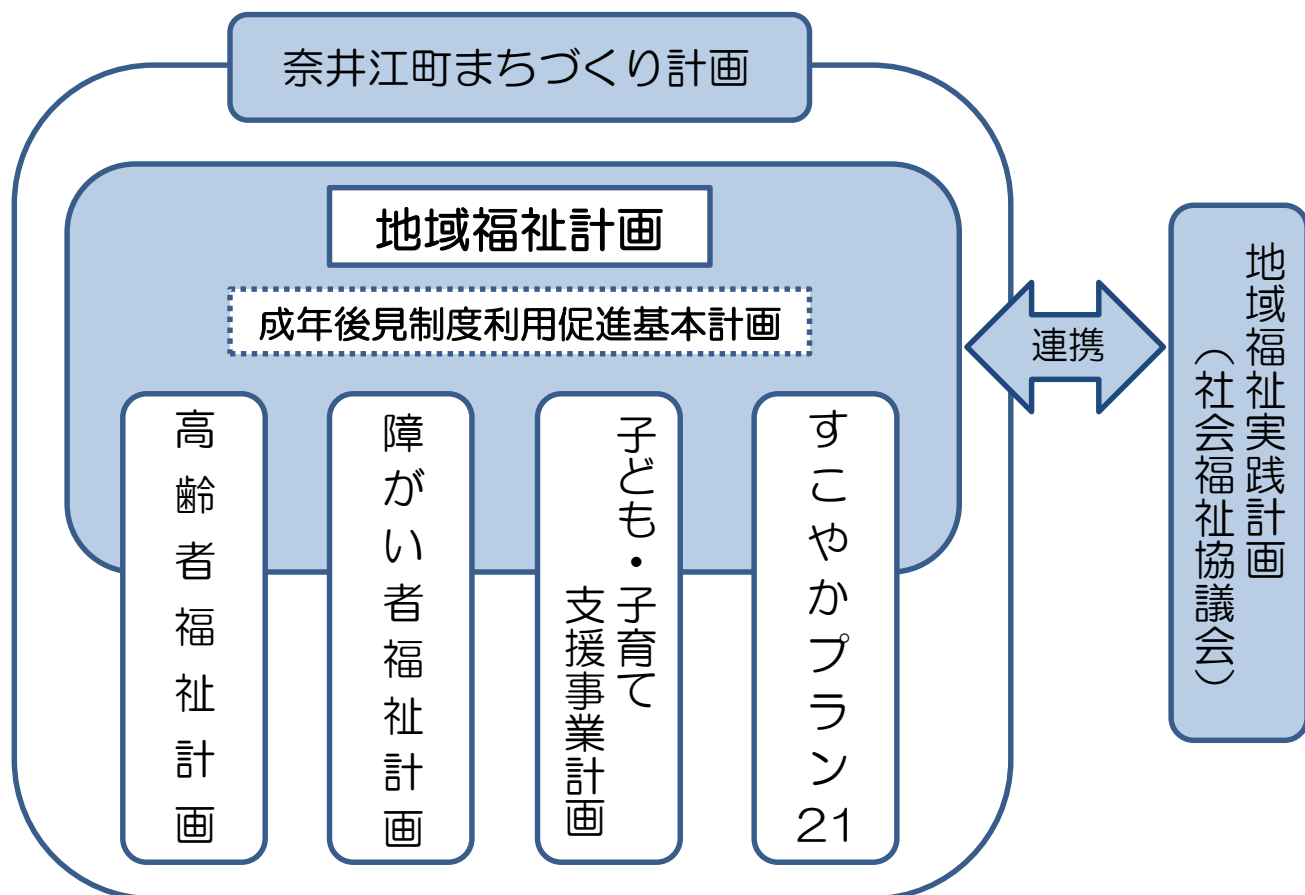 奈井江町まちづくり計画
地域福祉計画
成年後見制度利用促進基本計画
高齢者福祉計画
障がい者福祉計画
子ども・子育て
支援事業計画
すこやかプラン21
連携
地域福祉実践計画
（社会福祉協議会）